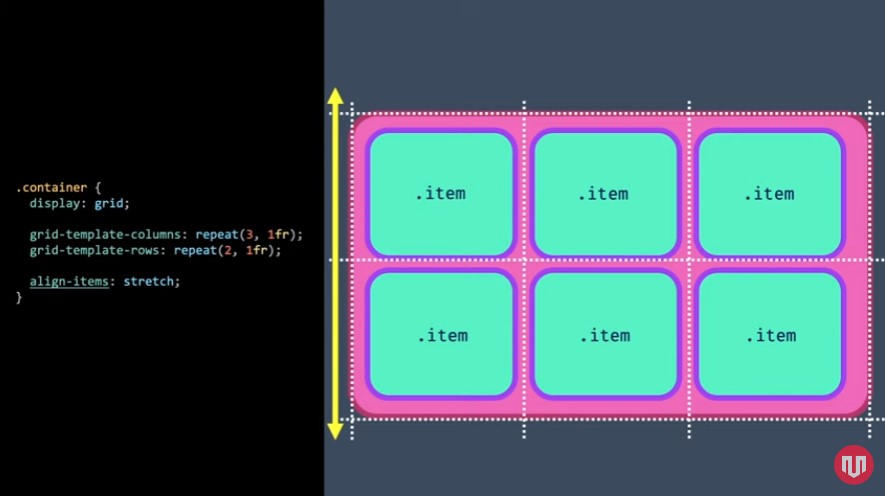 .container {
display: grid;
grid-template-columns: repeat(3, 1fr);
grid-template-rows: repeat(2, 1fr);
align-items: stretch;
}
.item
.item
.item
.item
.item
.item